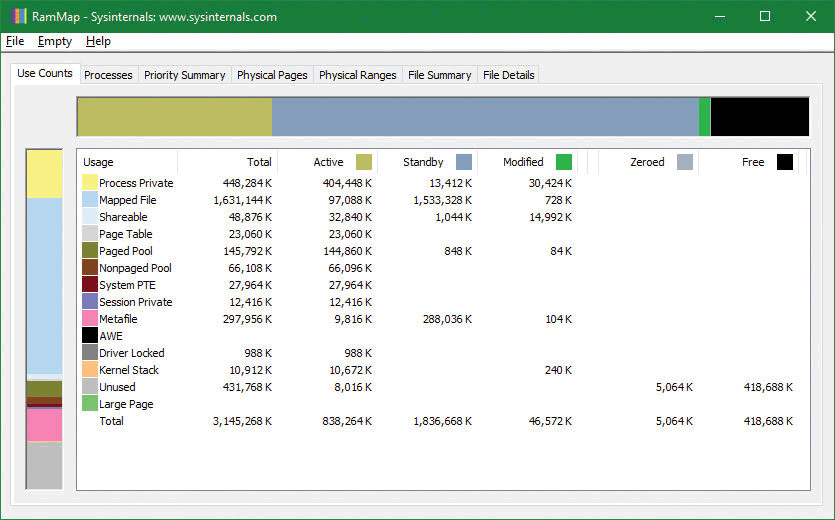 RamMap - Sysinternals: www.sysinternals.com
File Empty Help
Use Counts Processes Priority Summary Physical Pages Physical Ranges File Summary File Details
Usage Total Active Standby Modified Zeroed Free
Process Private 448,284 K 404,448 K 13,412 K 30,424 K
Mapped File 1,631,144 K 97,088 K 1,533,328 K 728 K
Shareable 48,876 K 32,840 K 1,044 K 14,992 K
Page Table 23,060 K 23,060 K
Paged Pool 145,792 K 144,860 K 848 K 84 K
Nonpaged Pool 66,108 K 66,096 K
System PTE 27,964 K 27,964 K
Session Private 12,416 K 12,416 K
Metafile 297,956 K 9,816 K 288,036 K 104 K
AWE
Driver Locked 988 K 988 K
Kernel Stack 10,912 K 10,672 K 240 K
Unused 431,768 K 8,016 K 5,064 K 418,688 K
Large Page
Total 3,145,268 K 838,264 K 1,836,668 K 46,572 K 5,064 K 418,688 K